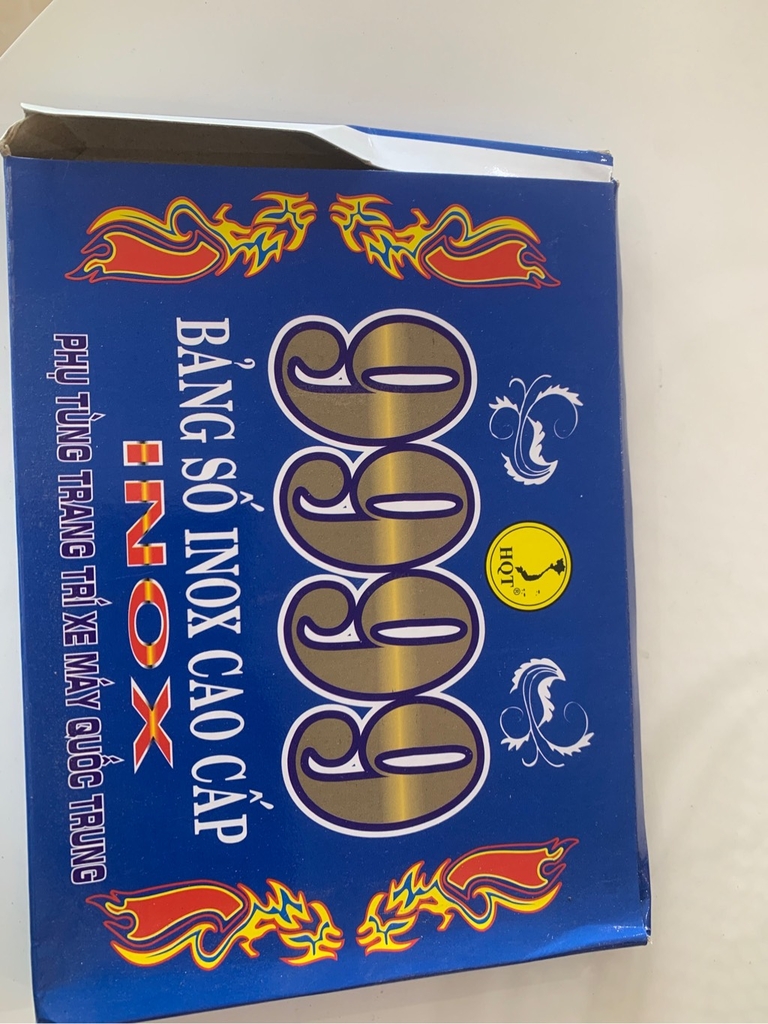 HQT®
9999
BẢNG SỐ INOX CAO CẤP
INOX
PHỤ TÙNG TRANG TRÍ XE MÁY QUỐC TRUNG